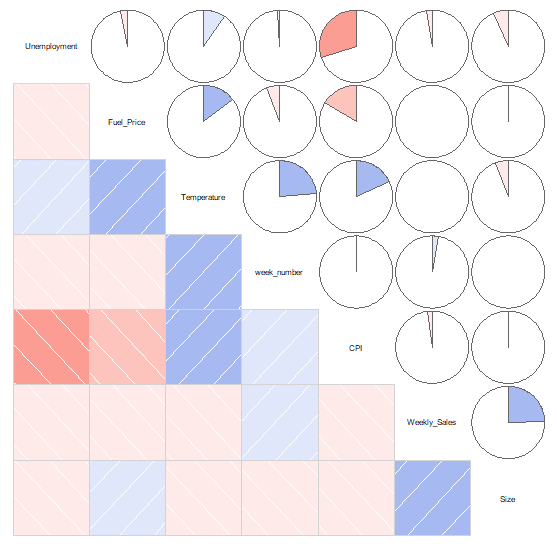 Unemployment
Fuel_Price
Temperature
week_number
CPI
Weekly_Sales
Size